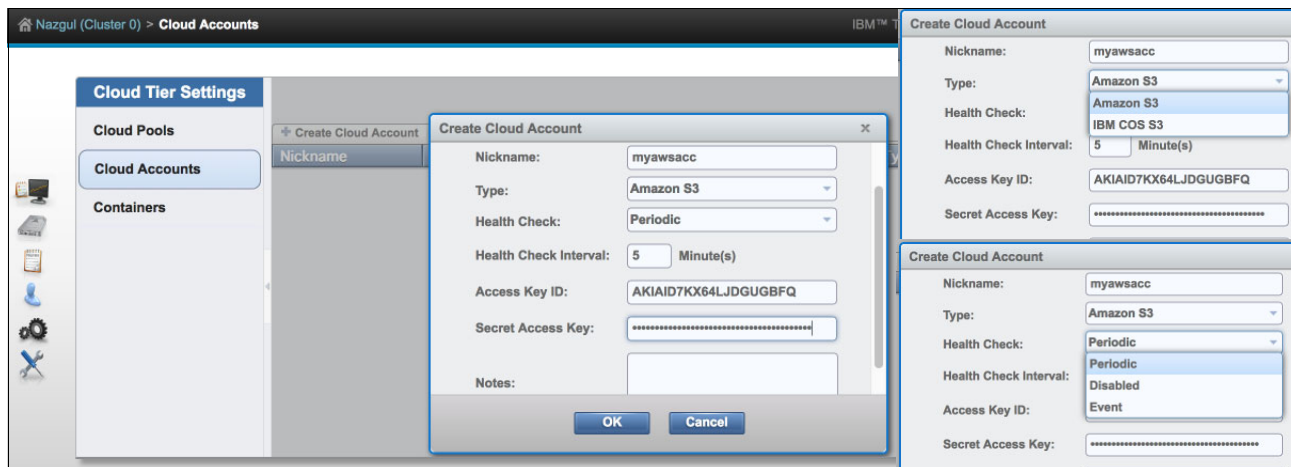 Nazgul (Cluster 0) > Cloud Accounts
IBM™ T
Cloud Tier Settings
Cloud Pools
Cloud Accounts
Containers
Create Cloud Account
Nickname
Create Cloud Account
Nickname: myawsacc
Type: Amazon S3
Health Check: Periodic
Health Check Interval: 5 Minute(s)
Access Key ID: AKIAID7KX64LJDGUGBFQ
Secret Access Key:
Notes:
OK Cancel
Create Cloud Account
Nickname: myawsacc
Type: Amazon S3
Amazon S3
Health Check:
IBM COS S3
Health Check Interval: 5 Minute(s)
Access Key ID: AKIAID7KX64LJDGUGBFQ
Secret Access Key:
Create Cloud Account
Nickname: myawsacc
Type: Amazon S3
Health Check: Periodic
Periodic
Health Check Interval:
Disabled
Access Key ID:
Event
Secret Access Key: